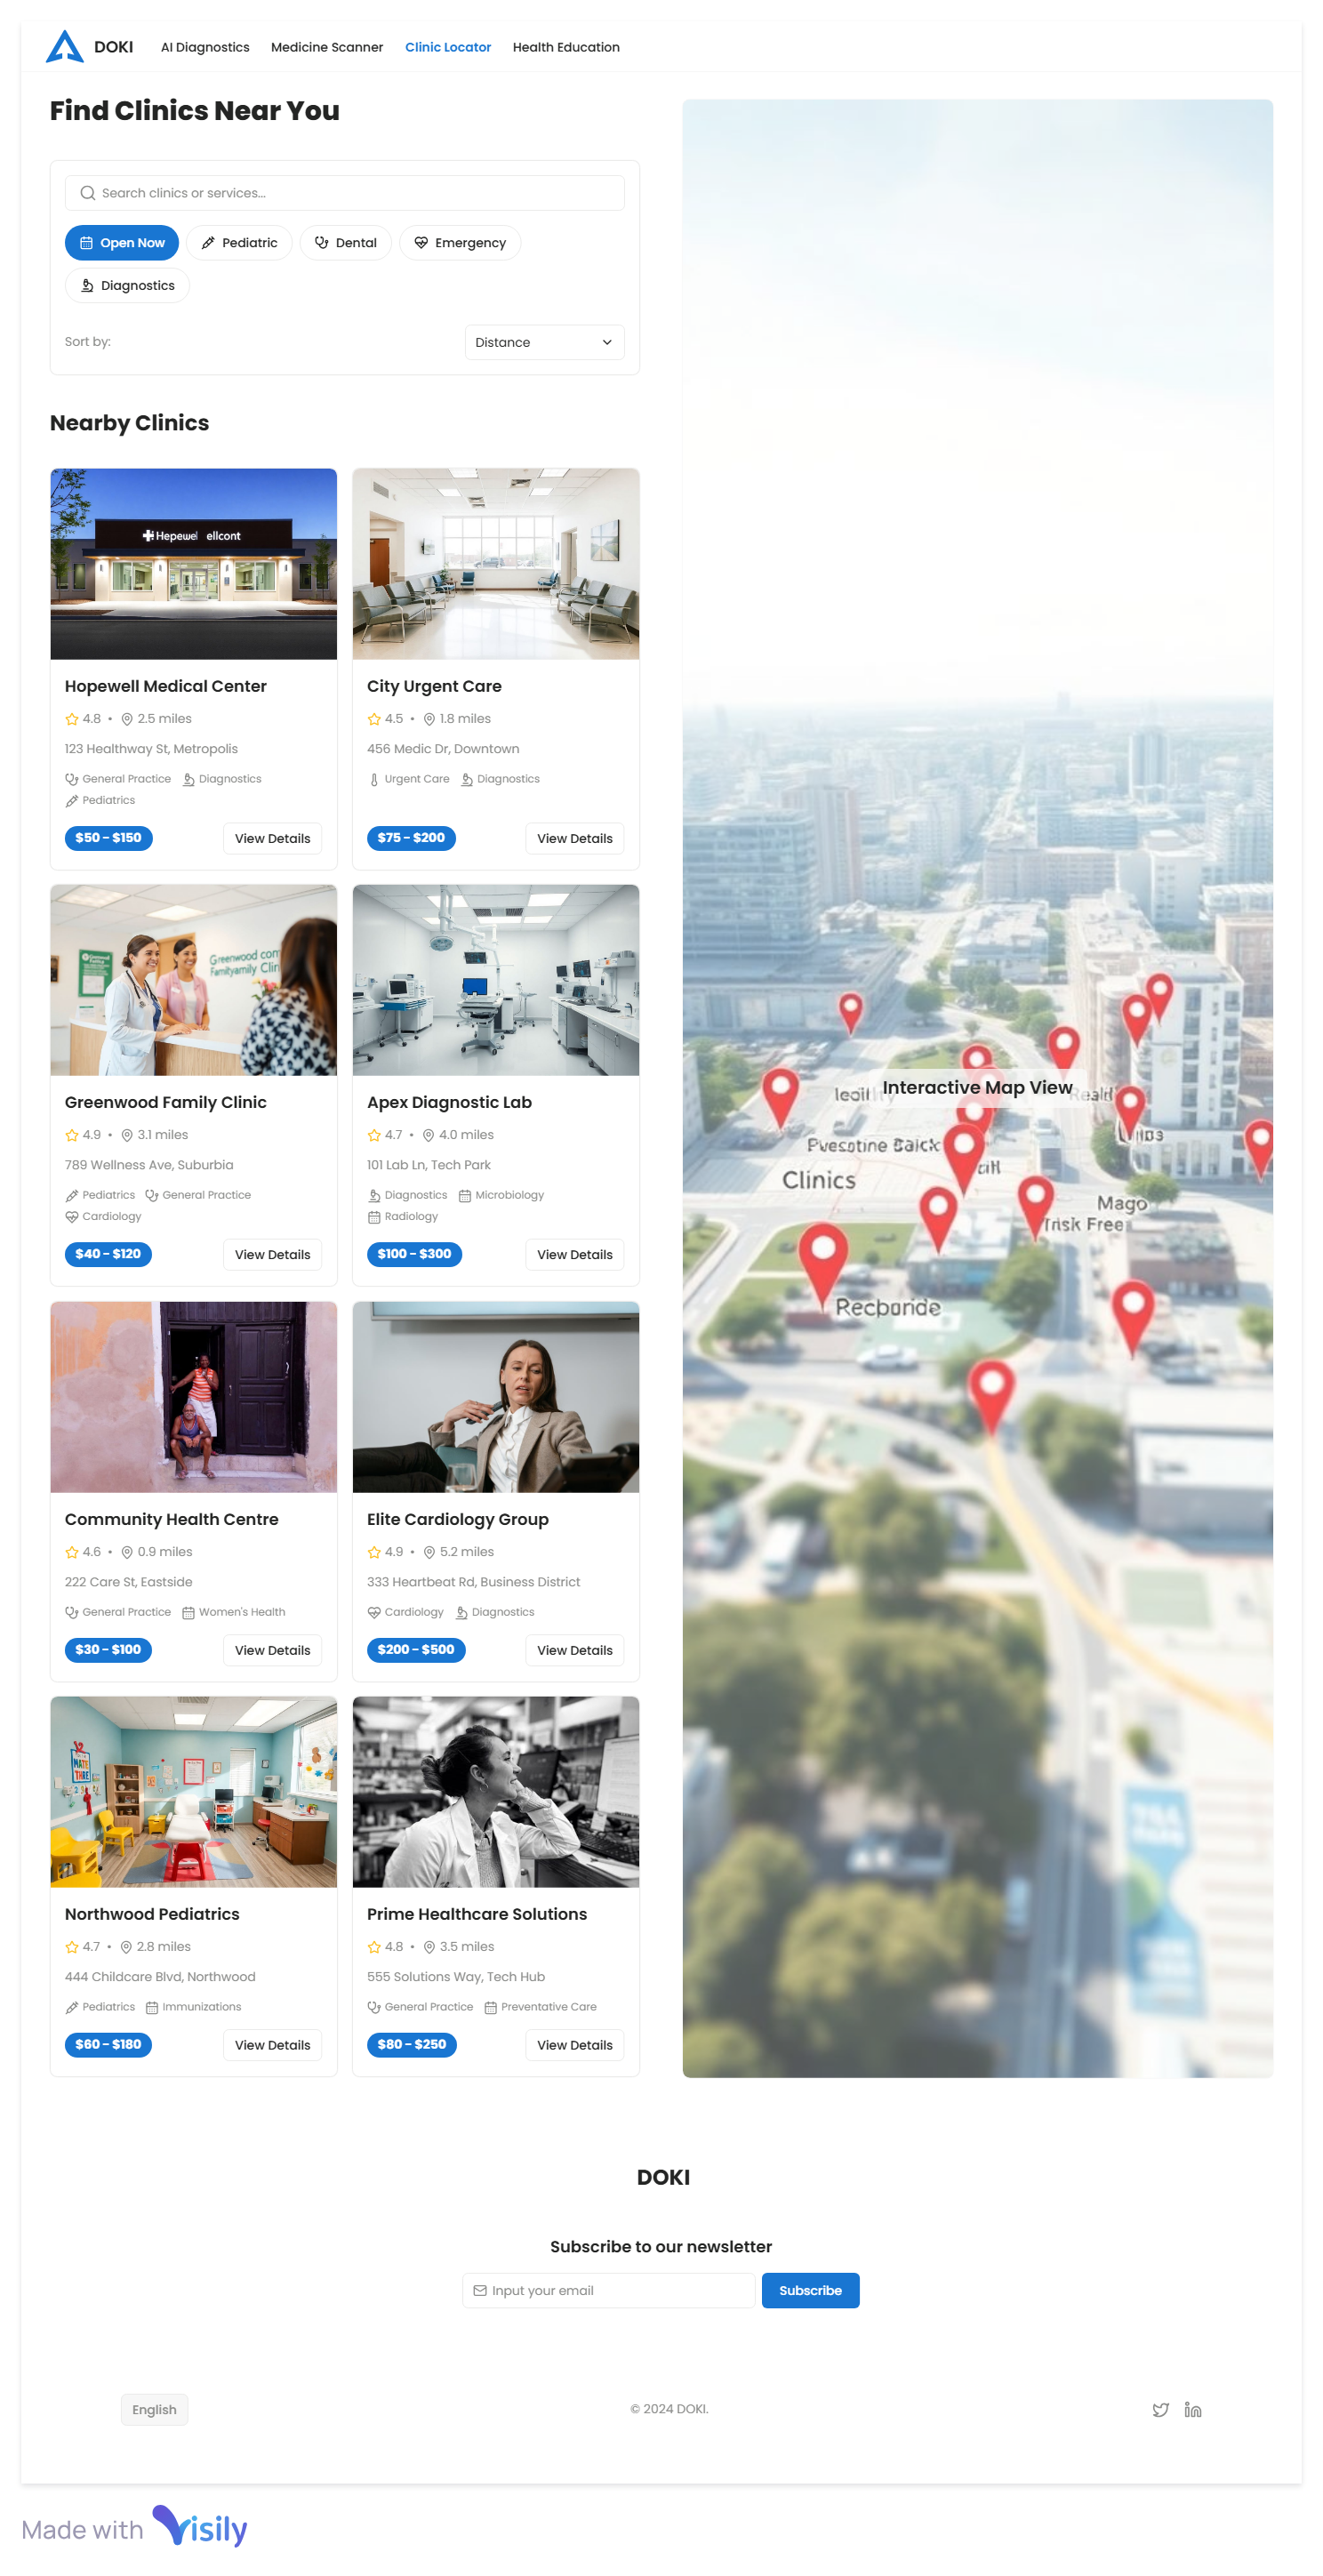 DOKI
AI Diagnostics
Medicine Scanner
Clinic Locator
Health Education
Find Clinics Near You
Search clinics or services...
Open Now
Pediatric
Dental
Emergency
Diagnostics
Sort by:
Distance
Nearby Clinics
Hepewel ellcont
Hopewell Medical Center
4.8 • 2.5 miles
123 Healthway St, Metropolis
General Practice Diagnostics
Pediatrics
$50 - $150
View Details
City Urgent Care
4.5 • 1.8 miles
456 Medic Dr, Downtown
Urgent Care Diagnostics
$75 - $200
View Details
Greenwood com
Familyamily Clin
Greenwood Family Clinic
4.9 • 3.1 miles
789 Wellness Ave, Suburbia
Pediatrics General Practice
Cardiology
$40 - $120
View Details
Apex Diagnostic Lab
4.7 • 4.0 miles
101 Lab Ln, Tech Park
Diagnostics Microbiology
Radiology
$100 - $300
View Details
Community Health Centre
4.6 • 0.9 miles
222 Care St, Eastside
General Practice Women's Health
$30 - $100
View Details
Elite Cardiology Group
4.9 • 5.2 miles
333 Heartbeat Rd, Business District
Cardiology Diagnostics
$200 - $500
View Details
Northwood Pediatrics
4.7 • 2.8 miles
444 Childcare Blvd, Northwood
Pediatrics Immunizations
$60 - $180
View Details
Prime Healthcare Solutions
4.8 • 3.5 miles
555 Solutions Way, Tech Hub
General Practice Preventative Care
$80 - $250
View Details
Interactive Map View
Clinics
Mago
Risk Free
Recbaride
DOKI
Subscribe to our newsletter
Input your email
Subscribe
English
© 2024 DOKI.
Made with Visily